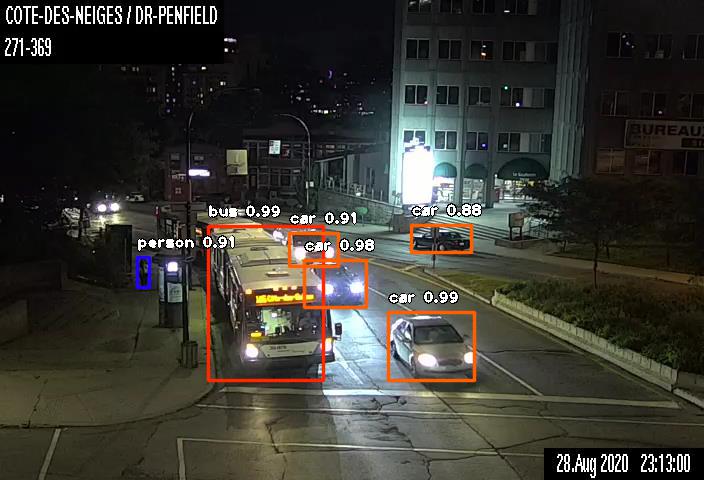 COTE-DES-NEIGES / DR-PENFIELD
271-369
bus 0.99
car 0.91
car 0.88
person 0.91
car 0.98
car 0.99
165
BUREAUX
28.Aug 2020 23:13:00